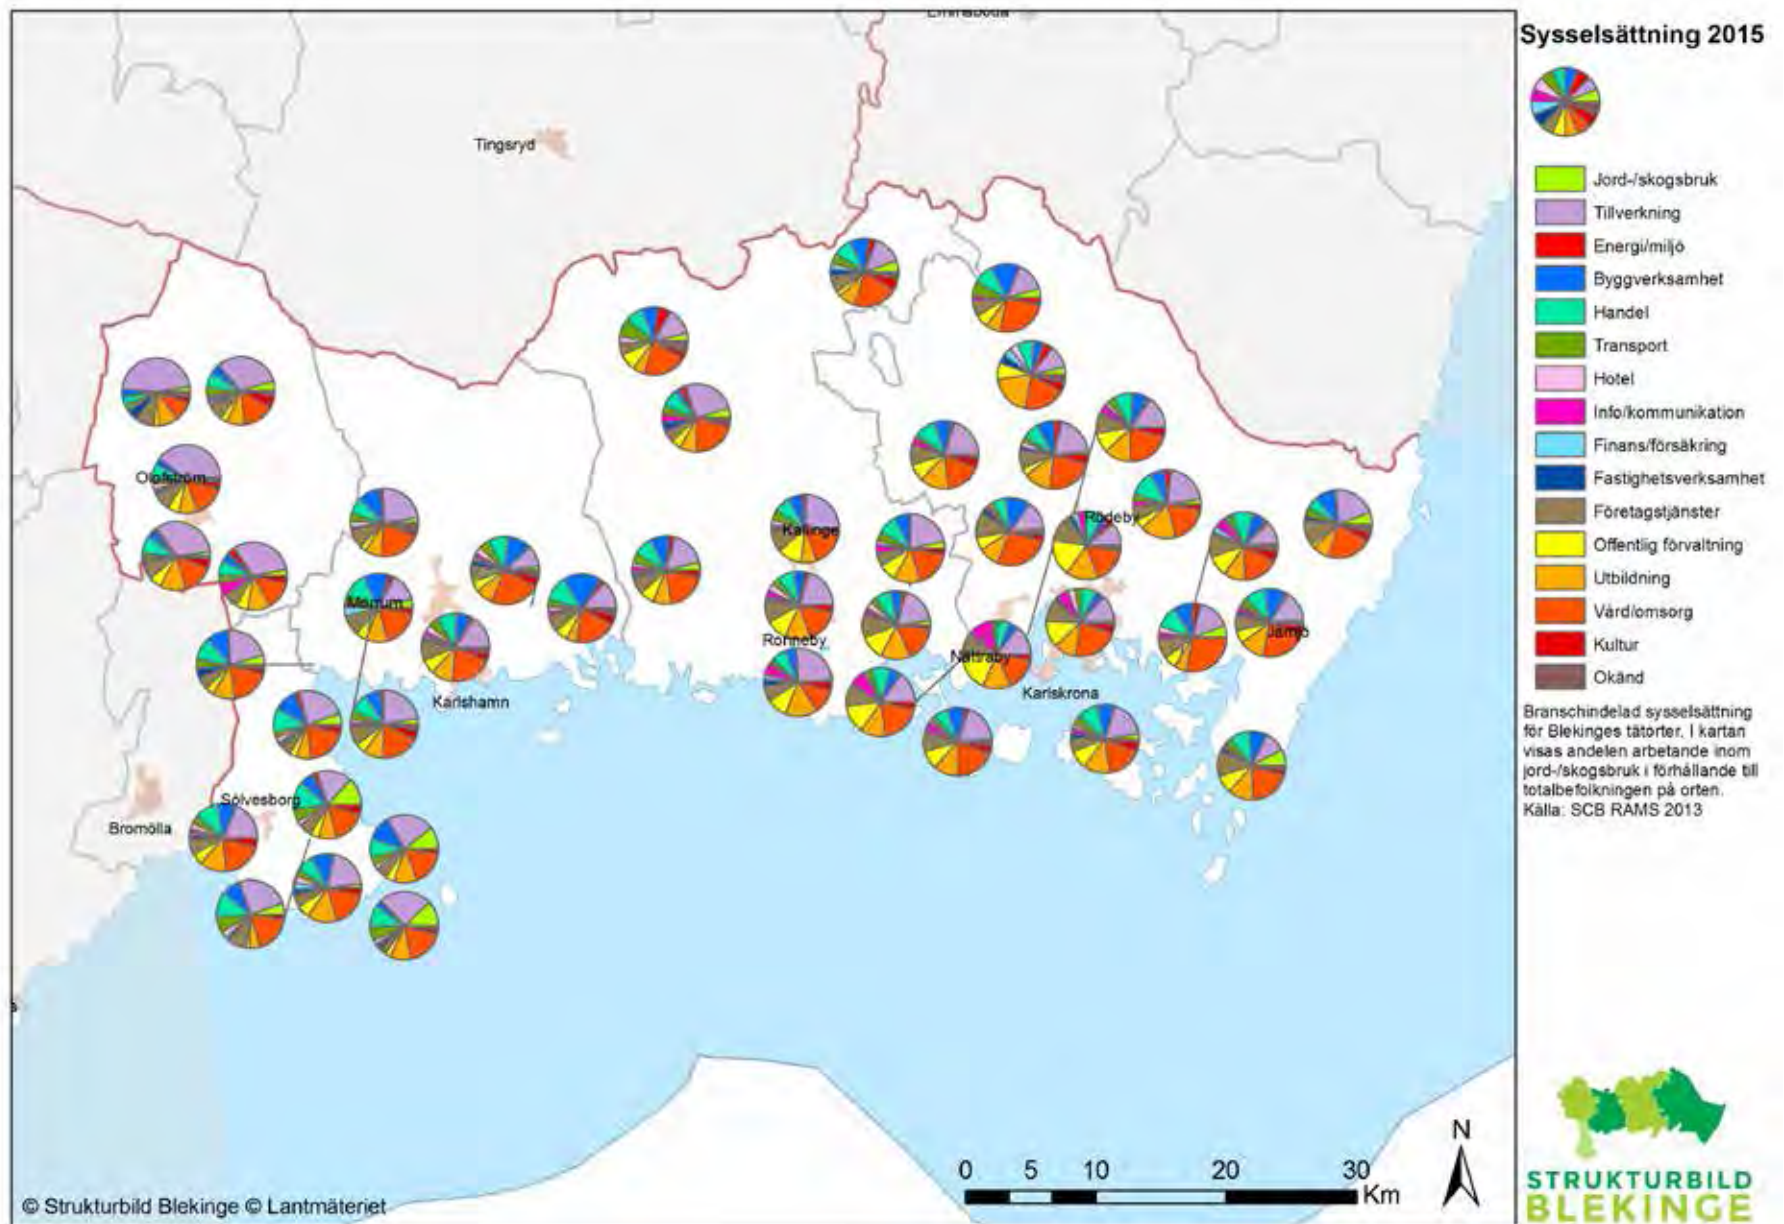 Emmaboda
Tingsryd
Olofström
Kallinge
Rödeby
Mörrum
Ronneby
Nättraby
Jämjö
Karlshamn
Karlskrona
Sölvesborg
Bromölla
s
© Strukturbild Blekinge © Lantmäteriet
0 5 10 20 30
Km
N
Sysselsättning 2015
Jord-/skogsbruk
Tillverkning
Energi/miljö
Byggverksamhet
Handel
Transport
Hotel
Info/kommunikation
Finans/försäkring
Fastighetsverksamhet
Företagstjänster
Offentlig förvaltning
Utbildning
Vård/omsorg
Kultur
Okänd
Branschindelad sysselsättning
för Blekinges tätorter. I kartan
visas andelen arbetande inom
jord-/skogsbruk i förhållande till
totalbefolkningen på orten.
Källa: SCB RAMS 2013
STRUKTURBILD
BLEKINGE